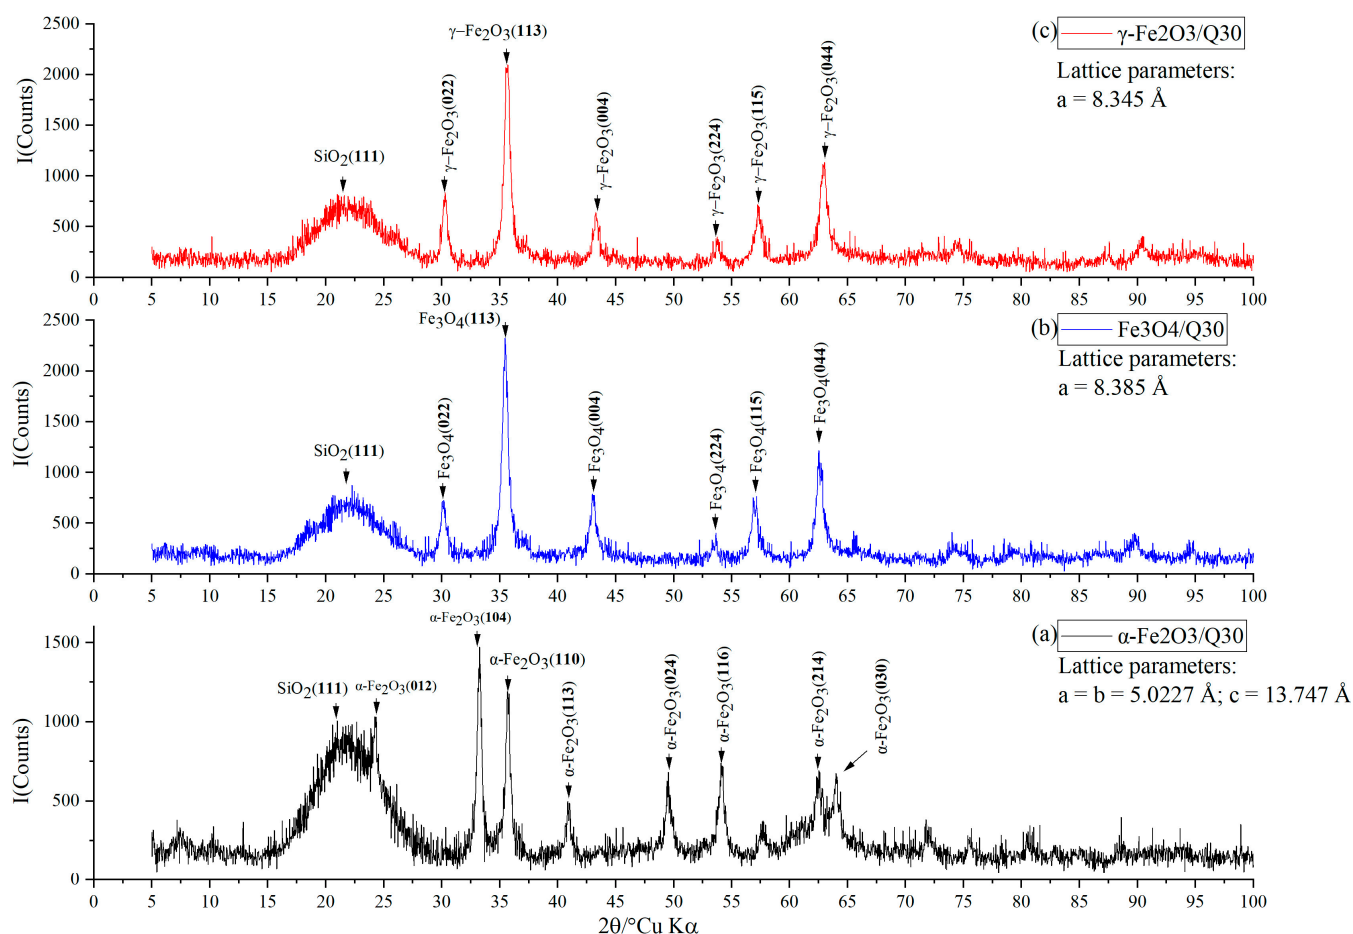 2500
2000
1500
1000
500
0
I(Counts)
γ–Fe2O3(113)
(c) γ-Fe2O3/Q30
Lattice parameters:
a = 8.345 Å
SiO2(111)
γ–Fe2O3(022)
γ–Fe2O3(004)
γ–Fe2O3(224)
γ–Fe2O3(115)
γ–Fe2O3(044)
0 5 10 15 20 25 30 35 40 45 50 55 60 65 70 75 80 85 90 95 100
2500
2000
1500
1000
500
0
I(Counts)
Fe3O4(113)
(b) Fe3O4/Q30
Lattice parameters:
a = 8.385 Å
SiO2(111)
Fe3O4(022)
Fe3O4(004)
Fe3O4(224)
Fe3O4(115)
Fe3O4(044)
0 5 10 15 20 25 30 35 40 45 50 55 60 65 70 75 80 85 90 95 100
1500
1000
500
0
I(Counts)
α-Fe2O3(104)
(a) α-Fe2O3/Q30
Lattice parameters:
a = b = 5.0227 Å; c = 13.747 Å
SiO2(111)
α-Fe2O3(012)
α-Fe2O3(110)
α-Fe2O3(113)
α-Fe2O3(024)
α-Fe2O3(116)
α-Fe2O3(214)
α-Fe2O3(030)
0 5 10 15 20 25 30 35 40 45 50 55 60 65 70 75 80 85 90 95 100
2θ/°Cu Kα